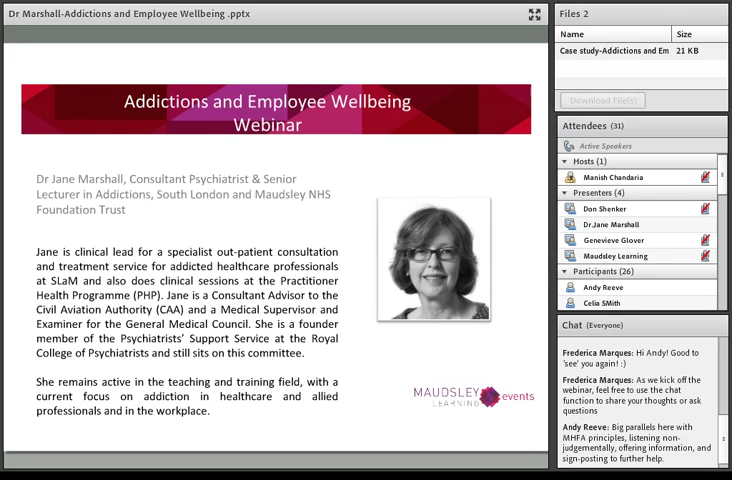 Dr Marshall-Addictions and Employee Wellbeing .pptx
Addictions and Employee Wellbeing
Webinar
Dr Jane Marshall, Consultant Psychiatrist & Senior
Lecturer in Addictions, South London and Maudsley NHS
Foundation Trust
Jane is clinical lead for a specialist out-patient consultation
and treatment service for addicted healthcare professionals
at SLaM and also does clinical sessions at the Practitioner
Health Programme (PHP). Jane is a Consultant Advisor to the
Civil Aviation Authority (CAA) and a Medical Supervisor and
Examiner for the General Medical Council. She is a founder
member of the Psychiatrists' Support Service at the Royal
College of Psychiatrists and still sits on this committee.
She remains active in the teaching and training field, with a
current focus on addiction in healthcare and allied
professionals and in the workplace.
MAUDSLEY
LEARNING events
Files 2
Name Size
Case study-Addictions and Em 21 KB
Download File(s)
Attendees (31)
Active Speakers
Hosts (1)
Manish Chandaria
Presenters (4)
Don Shenker
Dr.Jane Marshall
Genevieve Glover
Maudsley Learning
Participants (26)
Andy Reeve
Celia SMith
Chat (Everyone)
Frederica Marques: Hi Andy! Good to
'see' you again! :)
Frederica Marques: As we kick off the
webinar, feel free to use the chat
function to share your thoughts or ask
questions
Andy Reeve: Big parallels here with
MHFA principles, listening non-
judgementally, offering information, and
sign-posting to further help.